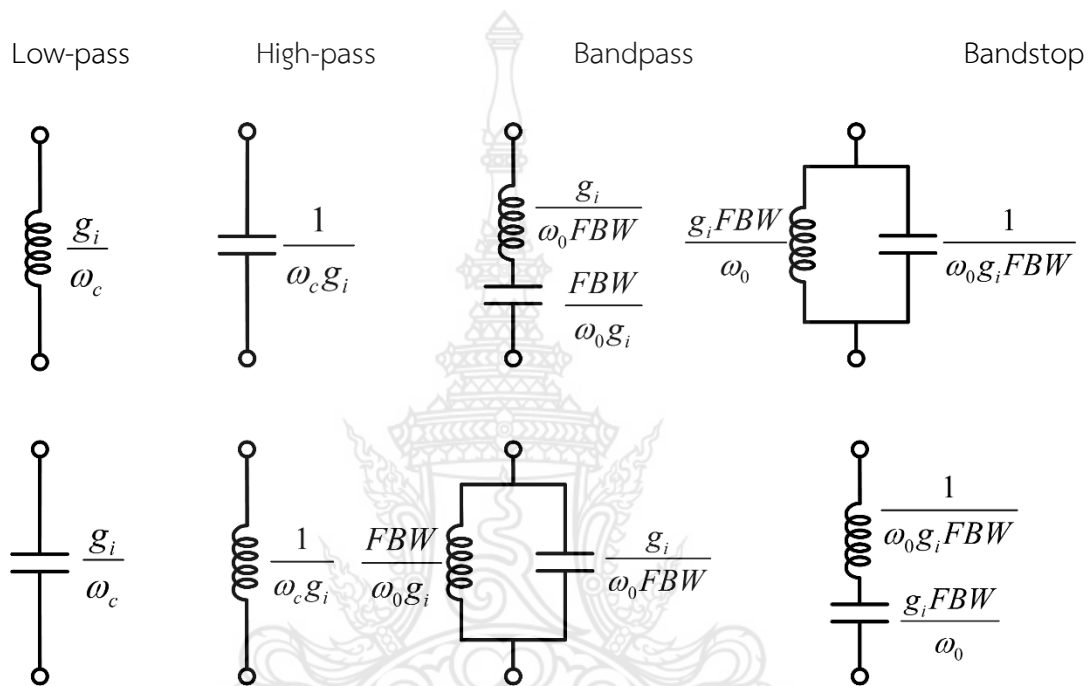 Low-pass High-pass Bandpass Bandstop
g_i/ω_c
1/(ω_c g_i)
g_i/(ω_0 FBW)
FBW/(ω_0 g_i)
g_i FBW/ω_0
1/(ω_0 g_i FBW)
g_i/ω_c
1/(ω_c g_i)
FBW/(ω_0 g_i)
g_i/(ω_0 FBW)
1/(ω_0 g_i FBW)
g_i FBW/ω_0